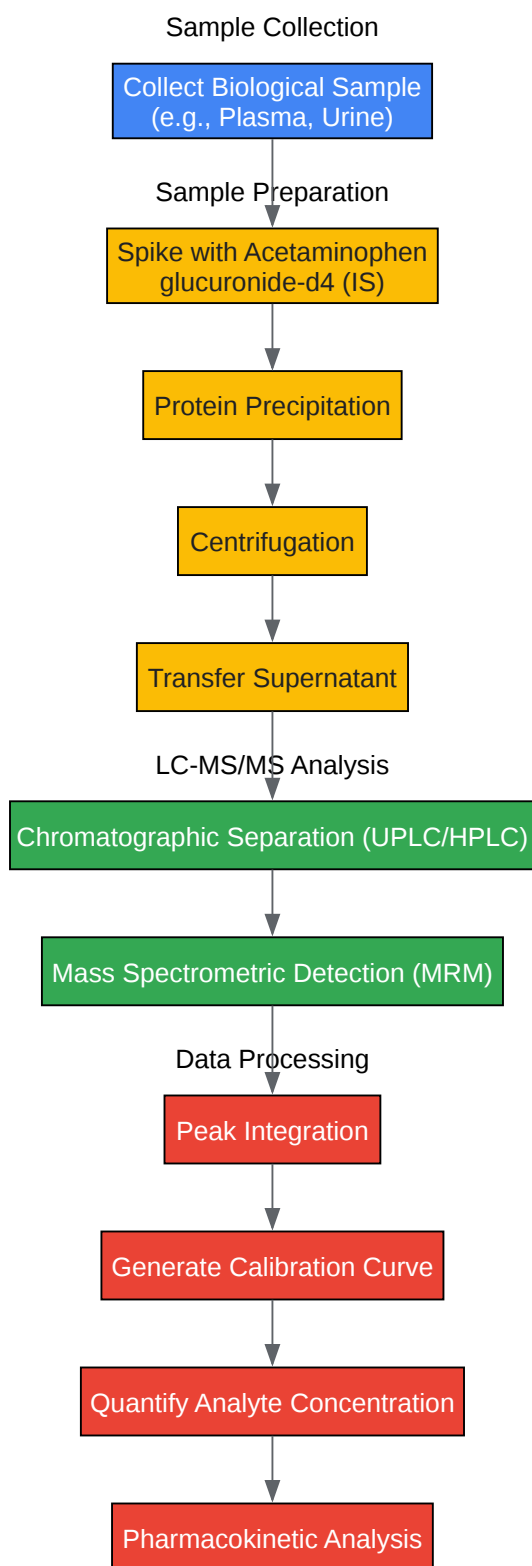 Sample Collection
Collect Biological Sample
(e.g., Plasma, Urine)
Sample Preparation
Spike with Acetaminophen
glucuronide-d4 (IS)
Protein Precipitation
Centrifugation
Transfer Supernatant
LC-MS/MS Analysis
Chromatographic Separation (UPLC/HPLC)
Mass Spectrometric Detection (MRM)
Data Processing
Peak Integration
Generate Calibration Curve
Quantify Analyte Concentration
Pharmacokinetic Analysis